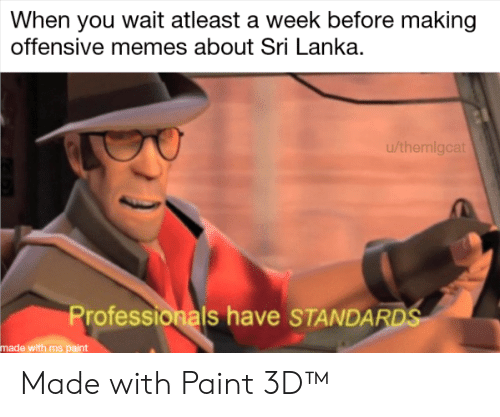 When you wait atleast a week before making
offensive memes about Sri Lanka.
u/themlgcat
Professionals have STANDARDS
made with ms paint
Made with Paint 3D™